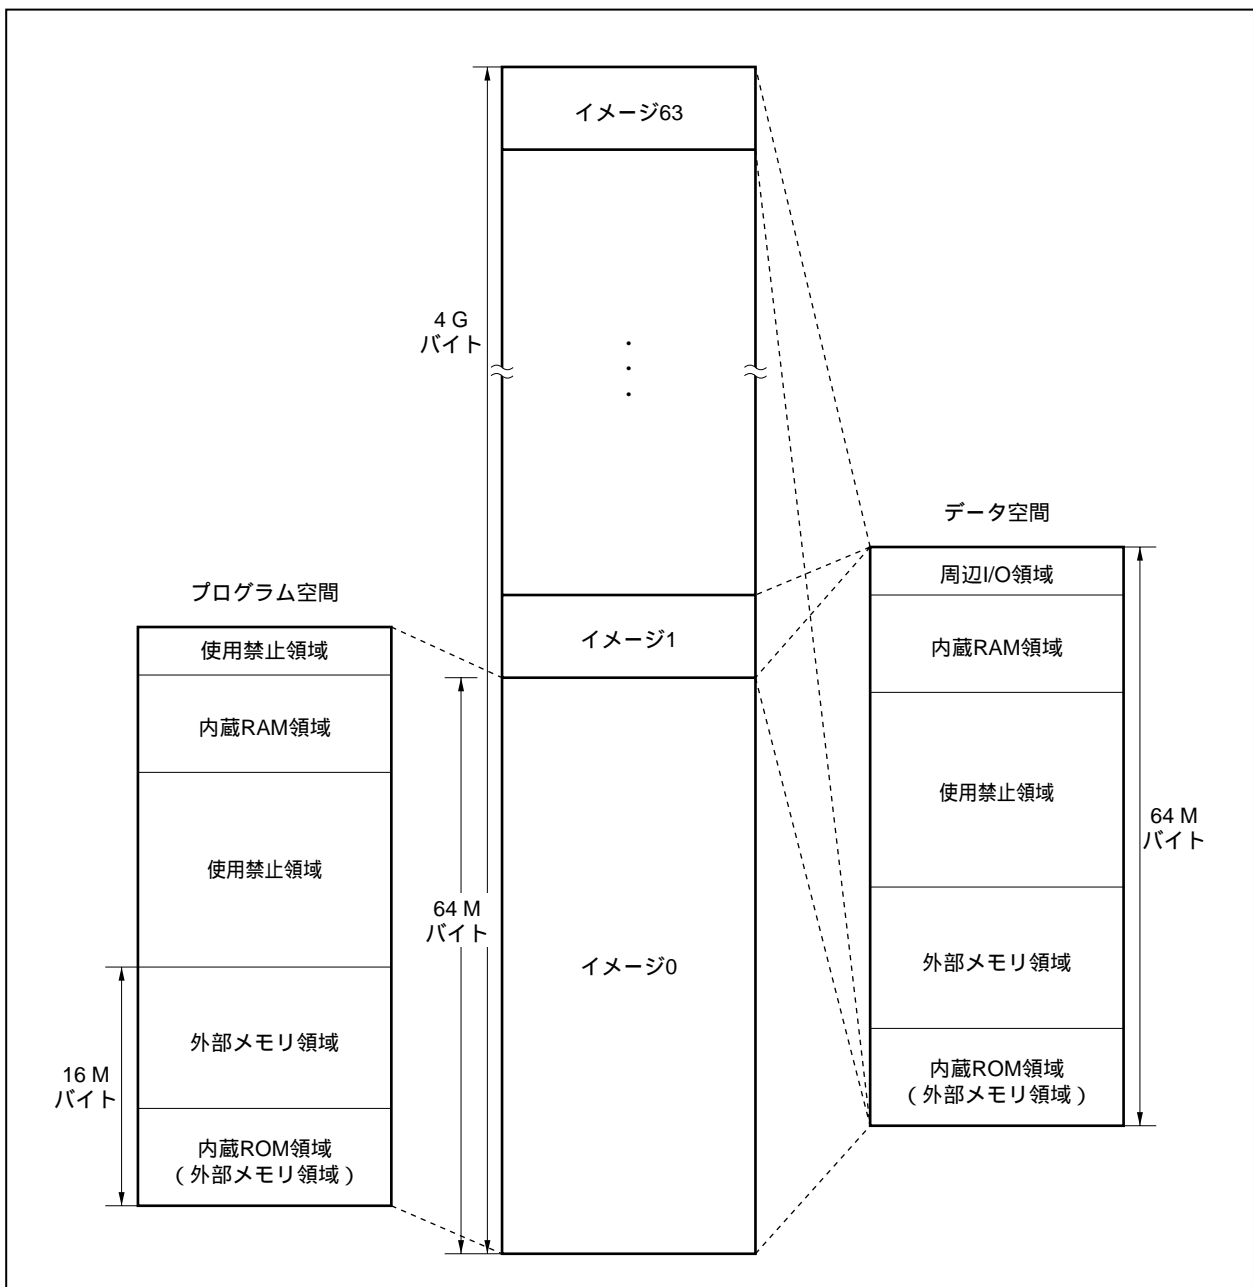 イメージ63
4 G
バイト
・
・
・
データ空間
周辺I/O領域
プログラム空間
イメージ1
使用禁止領域
内蔵RAM領域
内蔵RAM領域
使用禁止領域
64 M
バイト
使用禁止領域
64 M
バイト
イメージ0
外部メモリ領域
外部メモリ領域
16 M
バイト
内蔵ROM領域
（外部メモリ領域）
内蔵ROM領域
（外部メモリ領域）